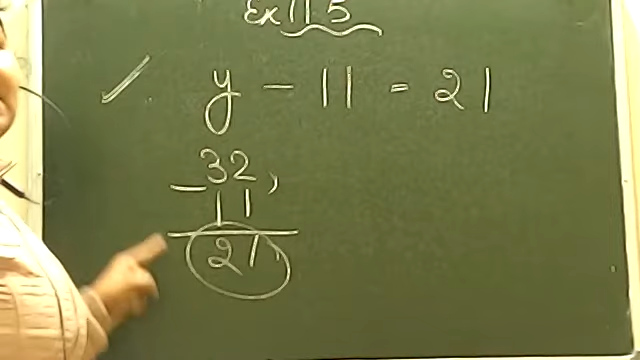 Ex 11.5
y - 11 = 21
32,
- 11
21